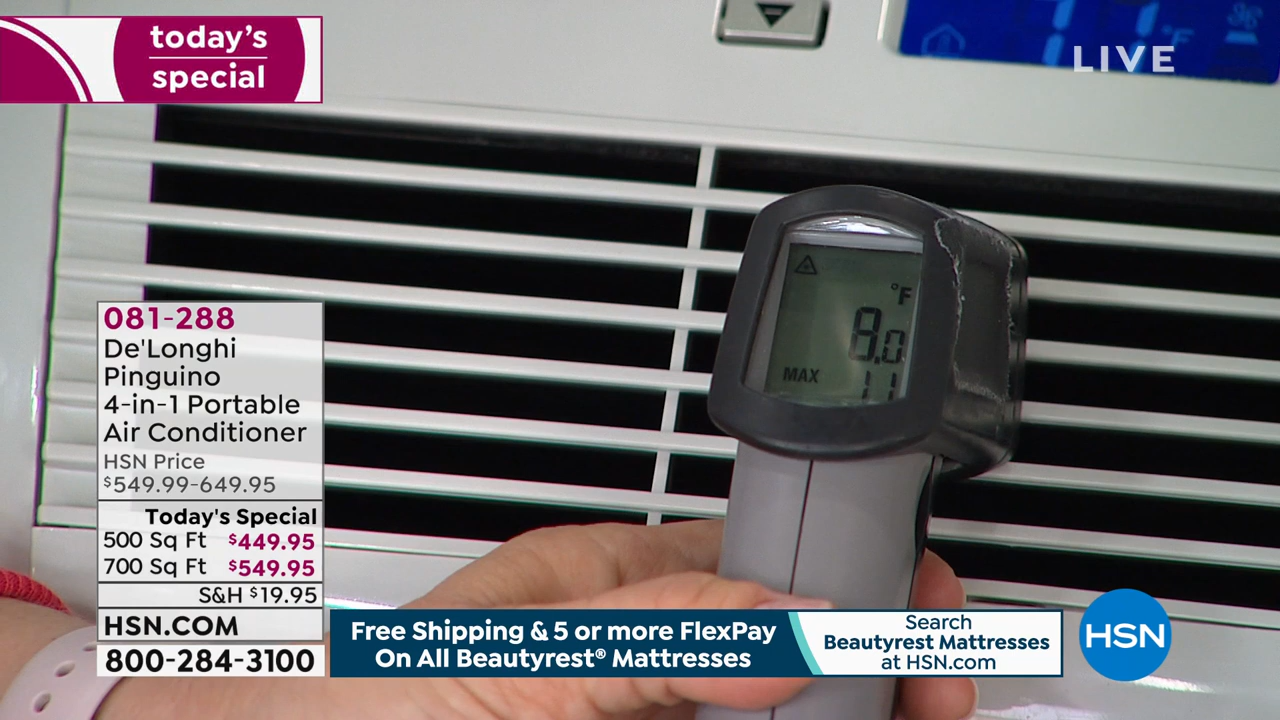 today's
special
71°F
LIVE
°F
8.0
MAX
081-288
De'Longhi
Pinguino
4-in-1 Portable
Air Conditioner
HSN Price
$549.99-649.95
Today's Special
500 Sq Ft $449.95
700 Sq Ft $549.95
S&H $19.95
HSN.COM
800-284-3100
Free Shipping & 5 or more FlexPay
On All Beautyrest® Mattresses
Search
Beautyrest Mattresses
at HSN.com
HSN